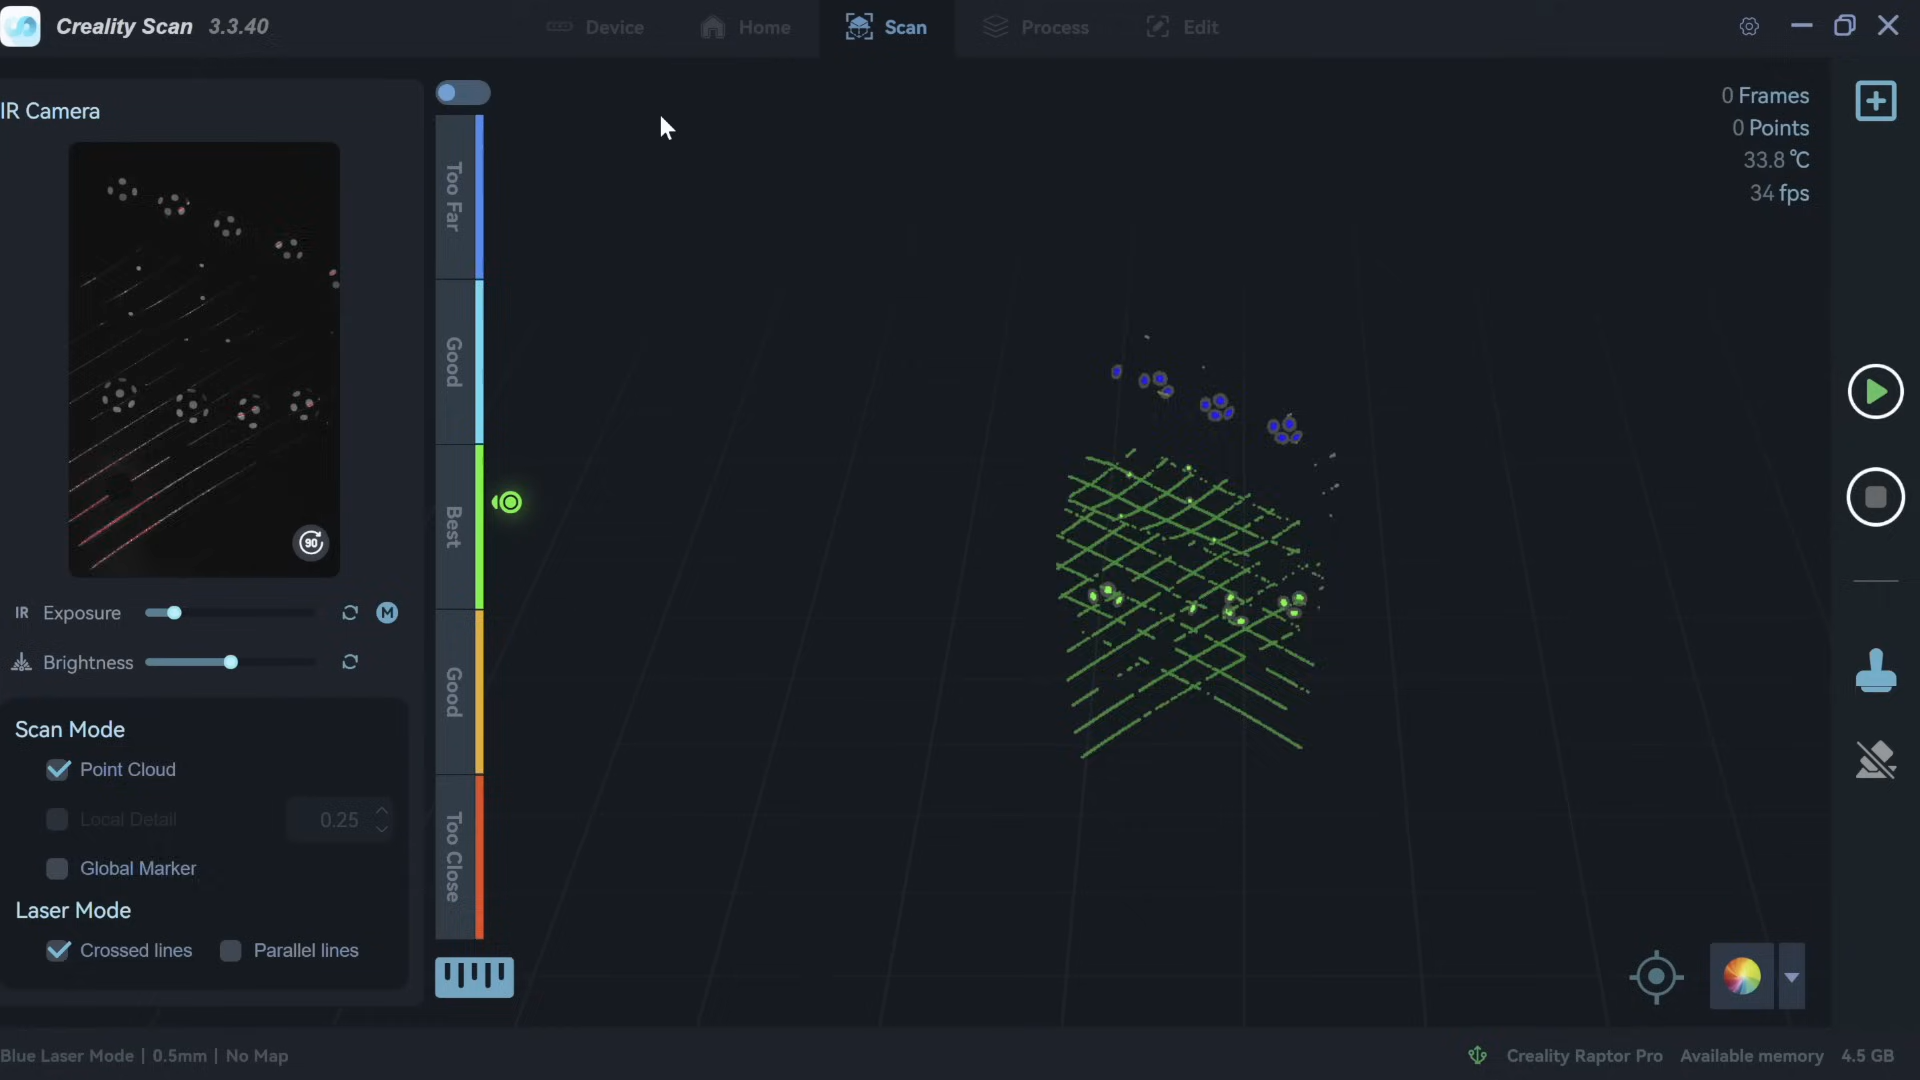 Creality Scan 3.3.40
Device
Home
Scan
Process
Edit
IR Camera
0 Frames
0 Points
33.8 ℃
34 fps
Too Far
Good
Best
Good
Too Close
90
IR Exposure
M
Brightness
Scan Mode
Point Cloud
Local Detail 0.25
Global Marker
Laser Mode
Crossed lines Parallel lines
Blue Laser Mode | 0.5mm | No Map
Creality Raptor Pro Available memory 4.5 GB